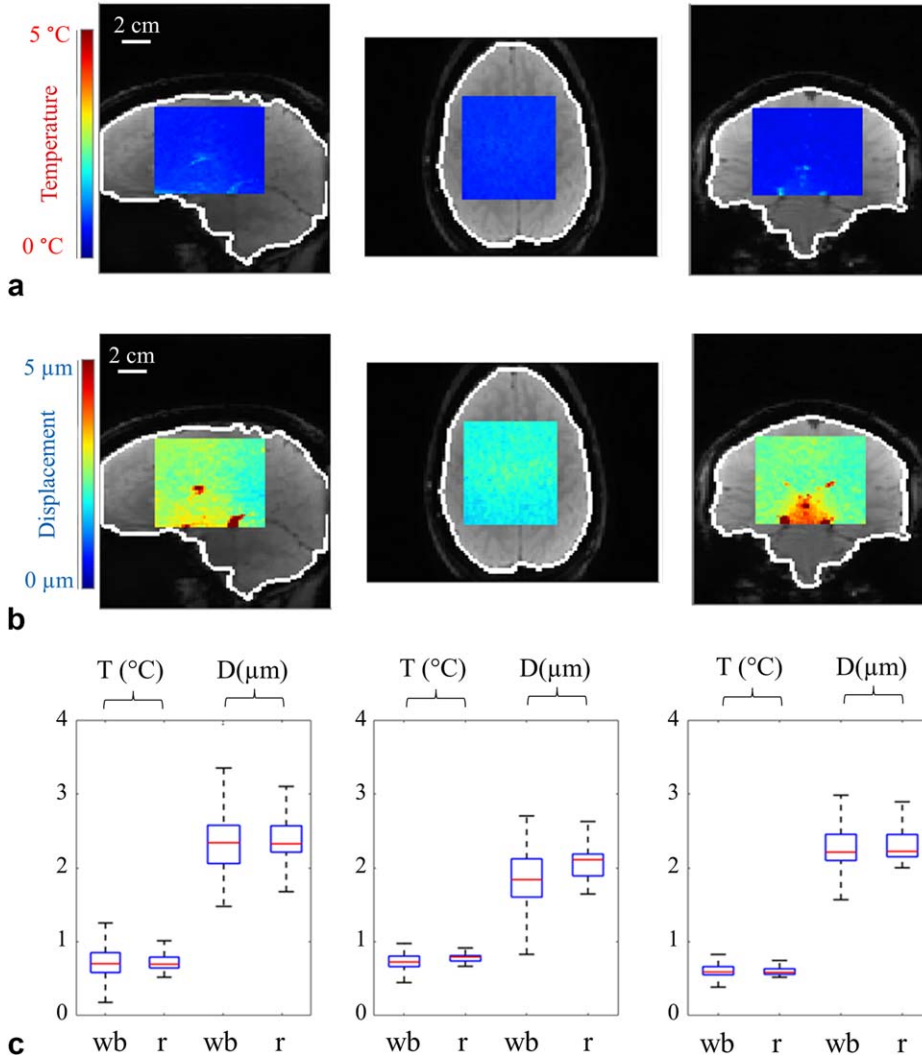 5 °C
2 cm
Temperature
0 °C
a
5 µm
2 cm
Displacement
0 µm
b
T (°C) D(µm)
T (°C) D(µm)
T (°C) D(µm)
4 4 4
3 3 3
2 2 2
1 1 1
0 0 0
c wb r wb r wb r wb r wb r wb r